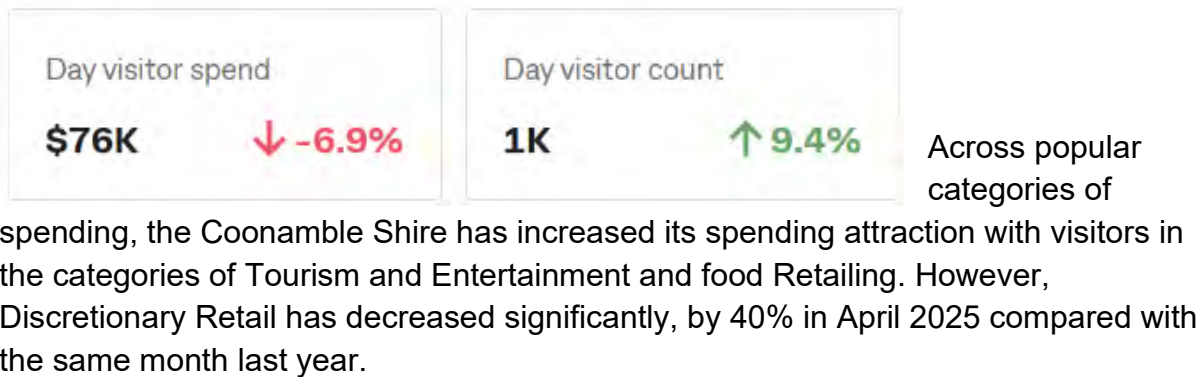 Day visitor spend
$76K ↓ -6.9%
Day visitor count
1K ↑ 9.4%
Across popular
categories of
spending, the Coonamble Shire has increased its spending attraction with visitors in
the categories of Tourism and Entertainment and food Retailing. However,
Discretionary Retail has decreased significantly, by 40% in April 2025 compared with
the same month last year.